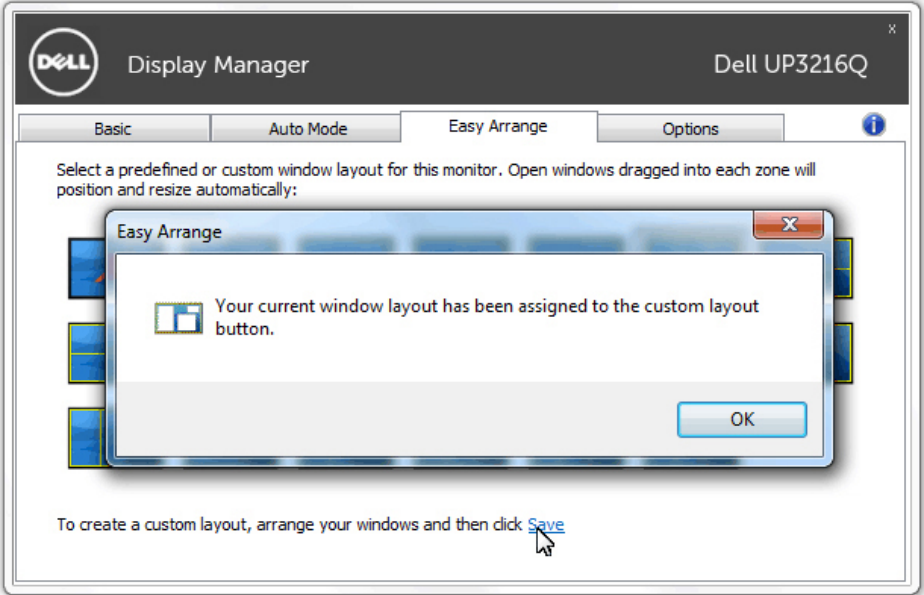 x
DELL
Display Manager
Dell UP3216Q
Basic
Auto Mode
Easy Arrange
Options
i
Select a predefined or custom window layout for this monitor. Open windows dragged into each zone will
position and resize automatically:
Easy Arrange
x
Your current window layout has been assigned to the custom layout
button.
OK
To create a custom layout, arrange your windows and then click Save